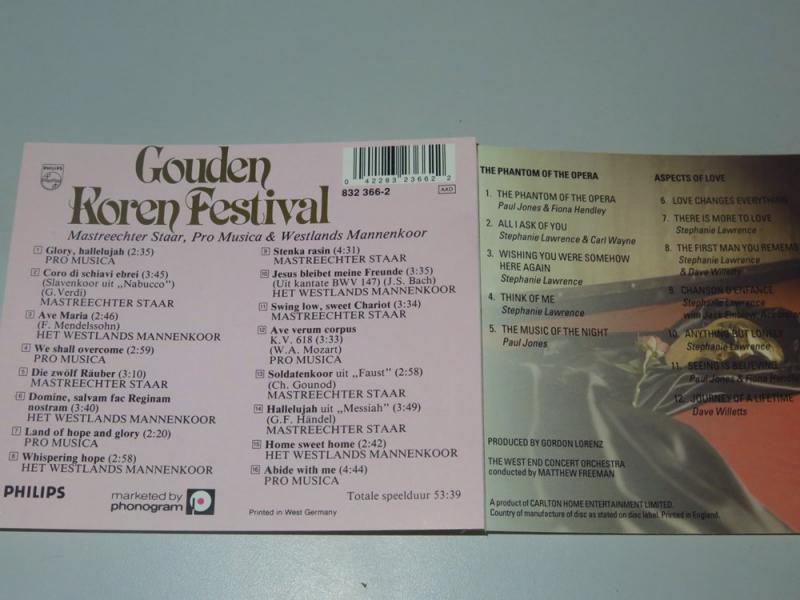 PHILIPS
Gouden
Koren Festival
Mastreechter Staar, Pro Musica & Westlands Mannenkoor
0 42283 23662 2
832 366-2
AAD
1 Glory, hallelujah (2:35)
PRO MUSICA
2 Coro di schiavi ebrei (3:45)
(Slavenkoor uit „Nabucco")
(G. Verdi)
MASTREECHTER STAAR
3 Ave Maria (2:46)
(F. Mendelssohn)
HET WESTLANDS MANNENKOOR
4 We shall overcome (2:59)
PRO MUSICA
5 Die zwölf Räuber (3:10)
MASTREECHTER STAAR
6 Domine, salvam fac Reginam
nostram (3:40)
HET WESTLANDS MANNENKOOR
7 Land of hope and glory (2:20)
PRO MUSICA
8 Whispering hope (2:58)
HET WESTLANDS MANNENKOOR
9 Stenka rasin (4:31)
MASTREECHTER STAAR
10 Jesus bleibet meine Freunde (3:35)
(Uit kantate BWV 147) (J.S. Bach)
HET WESTLANDS MANNENKOOR
11 Swing low, sweet Chariot (3:34)
MASTREECHTER STAAR
12 Ave verum corpus
K.V. 618 (3:33)
(W.A. Mozart)
PRO MUSICA
13 Soldatenkoor uit „Faust" (2:58)
(Ch. Gounod)
MASTREECHTER STAAR
14 Hallelujah uit „Messiah" (3:49)
(G.F. Händel)
MASTREECHTER STAAR
15 Home sweet home (2:42)
HET WESTLANDS MANNENKOOR
16 Abide with me (4:44)
PRO MUSICA
Totale speelduur 53:39
PHILIPS
marketed by
phonogram
Printed in West Germany
THE PHANTOM OF THE OPERA
1. THE PHANTOM OF THE OPERA
Paul Jones & Fiona Hendley
2. ALL I ASK OF YOU
Stephanie Lawrence & Carl Wayne
3. WISHING YOU WERE SOMEHOW
HERE AGAIN
Stephanie Lawrence
4. THINK OF ME
Stephanie Lawrence
5. THE MUSIC OF THE NIGHT
Paul Jones
ASPECTS OF LOVE
6. LOVE CHANGES EVERYTHING
7. THERE IS MORE TO LOVE
Stephanie Lawrence
8. THE FIRST MAN YOU REMEMB
Stephanie Lawrence
& Dave Willetts
9. CHANSON D'ENFANCE
Stephanie Lawrence
with Jack Emblow,
10. ANYTHING BUT LONELY
Stephanie Lawrence
11. SEEING IS BELIEVING
Paul Jones & Fiona Hendle
12. JOURNEY OF A LIFETIME
Dave Willetts
PRODUCED BY GORDON LORENZ
THE WEST END CONCERT ORCHESTRA
conducted by MATTHEW FREEMAN
A product of CARLTON HOME ENTERTAINMENT LIMITED.
Country of manufacture of disc as stated on disc label. Printed in England.